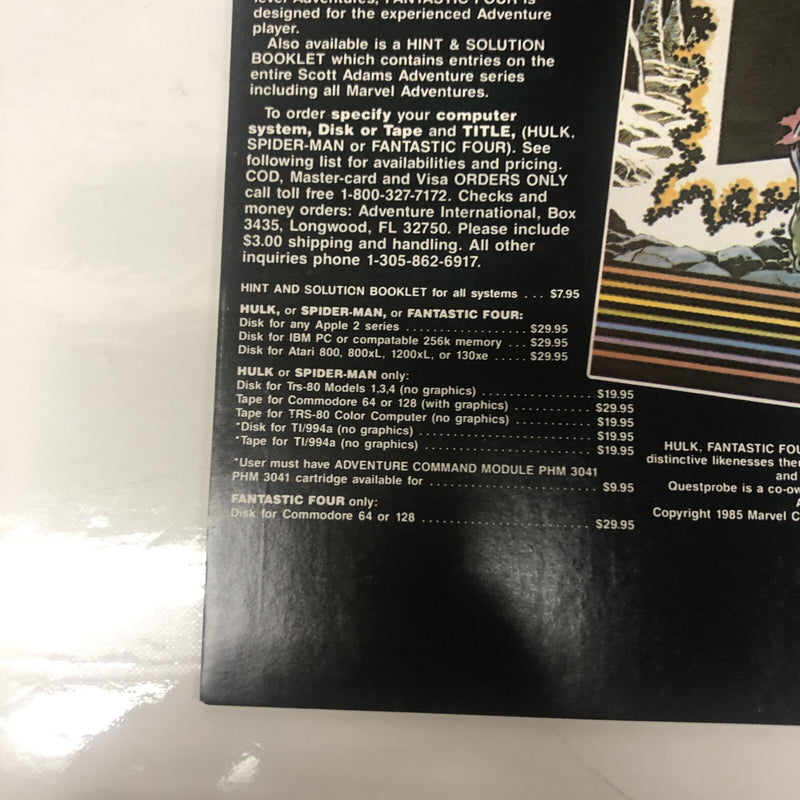 level Adventures, FANTASTIC FOUR is
designed for the experienced Adventure
player.
Also available is a HINT & SOLUTION
BOOKLET which contains entries on the
entire Scott Adams Adventure series
including all Marvel Adventures.
To order specify your computer
system, Disk or Tape and TITLE, (HULK,
SPIDER-MAN or FANTASTIC FOUR). See
following list for availabilities and pricing.
COD, Master-card and Visa ORDERS ONLY
call toll free 1-800-327-7172. Checks and
money orders: Adventure International, Box
3435, Longwood, FL 32750. Please include
$3.00 shipping and handling. All other
inquiries phone 1-305-862-6917.
HINT AND SOLUTION BOOKLET for all systems ... $7.95
HULK, or SPIDER-MAN, or FANTASTIC FOUR:
Disk for any Apple 2 series .................... $29.95
Disk for IBM PC or compatable 256k memory ... $29.95
Disk for Atari 800, 800xL, 1200xL, or 130xe ..... $29.95
HULK or SPIDER-MAN only:
Disk for Trs-80 Models 1,3,4 (no graphics) ............... $19.95
Tape for Commodore 64 or 128 (with graphics) ........... $29.95
Tape for TRS-80 Color Computer (no graphics) ........... $19.95
*Disk for TI/994a (no graphics) ......................... $19.95
*Tape for TI/994a (no graphics) ........................ $19.95
*User must have ADVENTURE COMMAND MODULE PHM 3041
PHM 3041 cartridge available for ....................... $9.95
FANTASTIC FOUR only:
Disk for Commodore 64 or 128 ........................ $29.95
HULK, FANTASTIC FOU
distinctive likenesses the
and
Questprobe is a co-ow
Copyright 1985 Marvel C